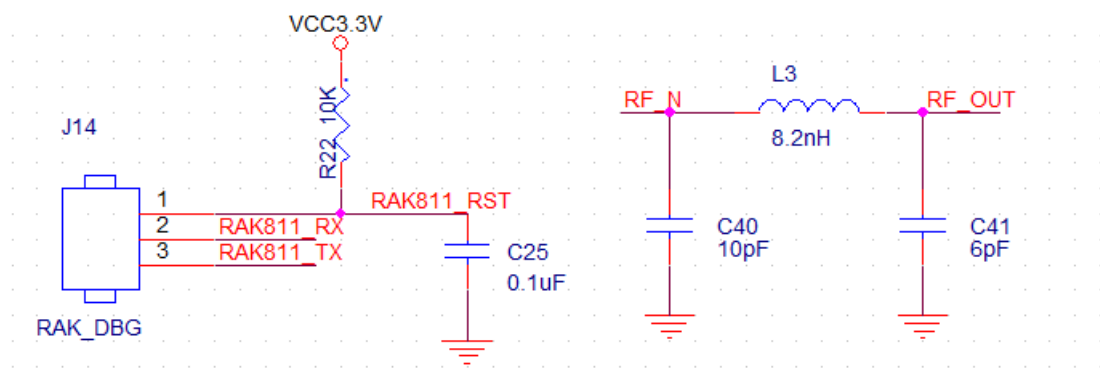 VCC3.3V
R22 10K
J14
1
RAK811_RST
2
RAK811_RX
3
RAK811_TX
C25
0.1uF
RAK_DBG
L3
RF_N
RF_OUT
8.2nH
C40
10pF
C41
6pF